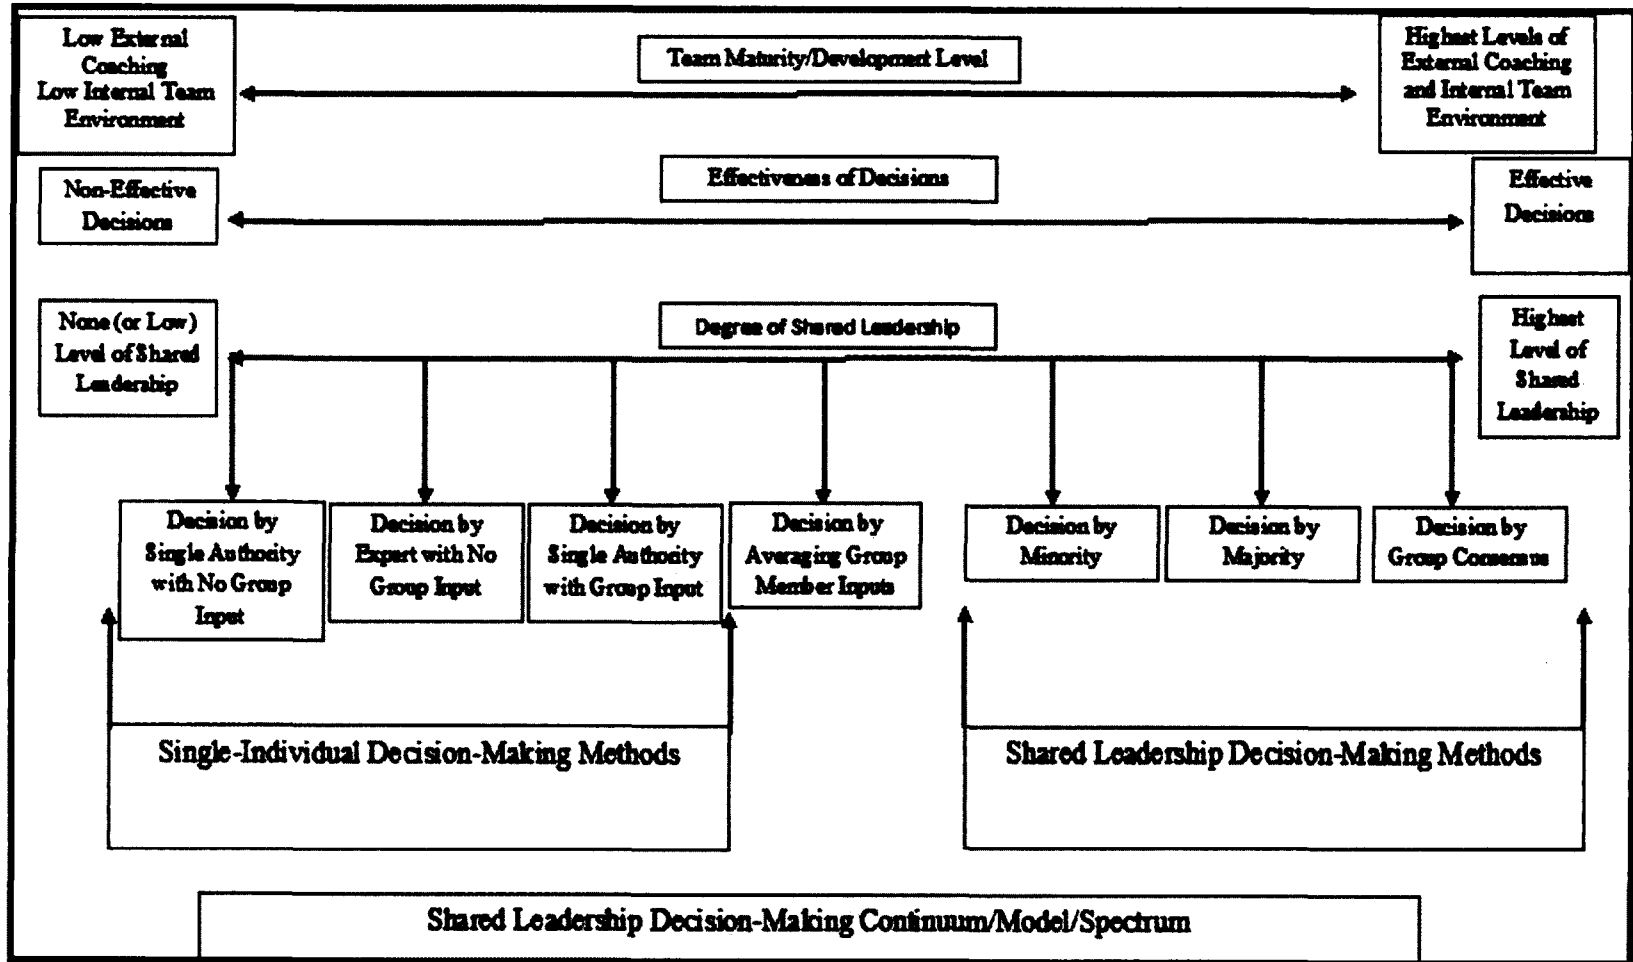 Low External
Coaching
Low Internal Team
Environment
Team Maturity/Development Level
Highest Levels of
External Coaching
and Internal Team
Environment
Non-Effective
Decisions
Effectiveness of Decisions
Effective
Decisions
None (or Low)
Level of Shared
Leadership
Degree of Shared Leadership
Highest
Level of
Shared
Leadership
Decision by
Single Authority
with No Group
Input
Decision by
Expert with No
Group Input
Decision by
Single Authority
with Group Input
Decision by
Averaging Group
Member Inputs
Decision by
Minority
Decision by
Majority
Decision by
Group Consensus
Single-Individual Decision-Making Methods
Shared Leadership Decision-Making Methods
Shared Leadership Decision-Making Continuum/Model/Spectrum